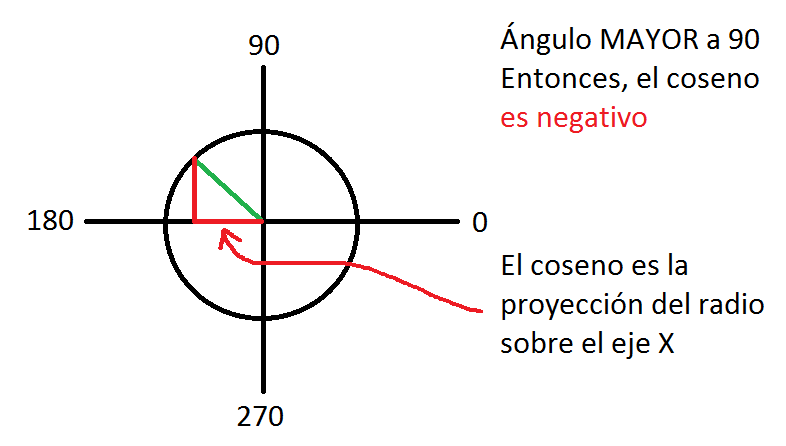 90
Ángulo MAYOR a 90
Entonces, el coseno
es negativo
180
0
El coseno es la
proyección del radio
sobre el eje X
270